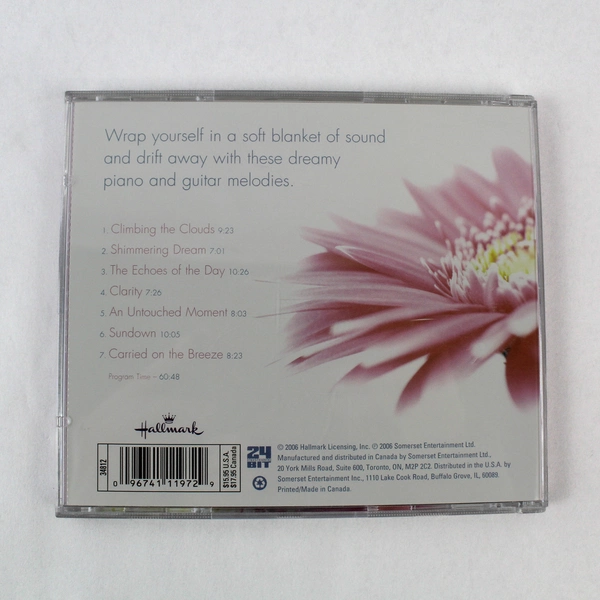 Wrap yourself in a soft blanket of sound
and drift away with these dreamy
piano and guitar melodies.
1. Climbing the Clouds 9:23
2. Shimmering Dream 7:01
3. The Echoes of the Day 10:26
4. Clarity 7:26
5. An Untouched Moment 8:03
6. Sundown 10:05
7. Carried on the Breeze 8:23
Program Time – 60:48
Hallmark
34812
0 96741 11972 9
$15.95 U.S.A.
$17.95 Canada
24
BIT
© 2006 Hallmark Licensing, Inc. ℗ 2006 Somerset Entertainment Ltd.
Manufactured and distributed in Canada by Somerset Entertainment Ltd.,
20 York Mills Road, Suite 600, Toronto, ON, M2P 2C2. Distributed in the U.S.A. by
Somerset Entertainment Inc., 1110 Lake Cook Road, Buffalo Grove, IL, 60089.
Printed/Made in Canada.